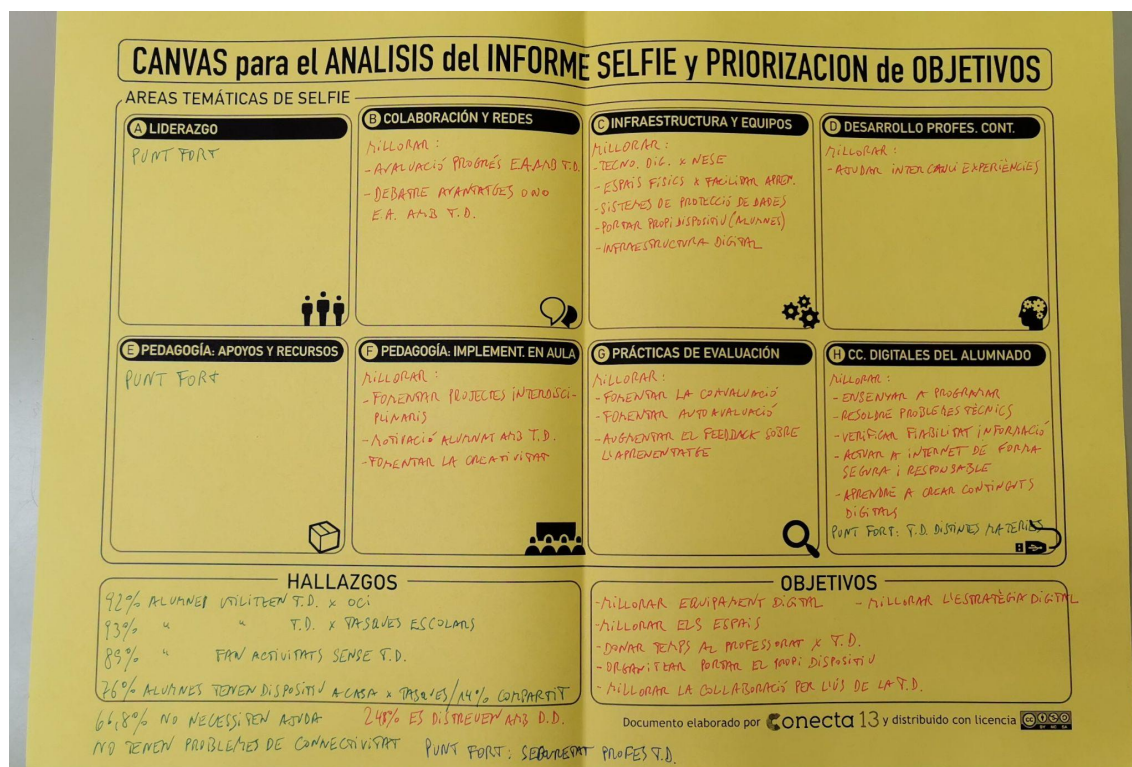 CANVAS para el ANALISIS del INFORME SELFIE y PRIORIZACION de OBJETIVOS
AREAS TEMÁTICAS DE SELFIE
A LIDERAZGO
PUNT FORT
B COLABORACIÓN Y REDES
MILLORAR:
- AVALUACIÓ PROGRÉS E.A. AMB T.D.
- DEBATRE AVANTATGES O NO
E.A. AMB T.D.
C INFRAESTRUCTURA Y EQUIPOS
MILLORAR:
- TECNO. DIG. x NESE
- ESPAIS FÍSICS x FACILITAR APREN.
- SISTEMES DE PROTECCIÓ DE DADES
- PORTAR PROPI DISPOSITIU (ALUMNES)
- INFRAESTRUCTURA DIGITAL
D DESARROLLO PROFES. CONT.
MILLORAR:
- AJUDAR INTERCANVI EXPERIÈNCIES
E PEDAGOGÍA: APOYOS Y RECURSOS
PUNT FORT
F PEDAGOGÍA: IMPLEMENT. EN AULA
MILLORAR:
- FOMENTAR PROJECTES INTERDISCI-
PLINARIS
- MOTIVACIÓ ALUMNAT AMB T.D.
- FOMENTAR LA CREATIVITAT
G PRÁCTICAS DE EVALUACIÓN
MILLORAR:
- FOMENTAR LA COAVALUACIÓ
- FOMENTAR AUTOAVALUACIÓ
- AUGMENTAR EL FEEDBACK SOBRE
L'APRENENTATGE
H CC. DIGITALES DEL ALUMNADO
MILLORAR:
- ENSENYAR A PROGRAMAR
- RESOLDRE PROBLEMES TÈCNICS
- VERIFICAR FIABILITAT INFORMACIÓ
- ACTUAR A INTERNET DE FORMA
SEGURA I RESPONSABLE
- APRENDRE A CREAR CONTINGUTS
DIGITALS
PUNT FORT: T.D. DISTINTES MATERIES
HALLAZGOS
92% ALUMNES UTILITZEN T.D. x OCI
93% " " T.D. x TASQUES ESCOLARS
89% " FAN ACTIVITATS SENSE T.D.
76% ALUMNES TENEN DISPOSITIU A CASA x TASQUES/14% COMPARTIT
66,8% NO NECESSITEN AJUDA 24% ES DISTREUEN AMB D.D.
NO TENEN PROBLEMES DE CONNECTIVITAT PUNT FORT: SEGURETAT PROFES T.D.
OBJETIVOS
- MILLORAR EQUIPAMENT DIGITAL - MILLORAR L'ESTRATÈGIA DIGITAL
- MILLORAR ELS ESPAIS
- DONAR TEMPS AL PROFESSORAT x T.D.
- ORGANITZAR PORTAR EL PROPI DISPOSITIU
- MILLORAR LA COL·LABORACIÓ PER L'ÚS DE LA T.D.
Documento elaborado por Conecta 13 y distribuido con licencia CC BY NC SA